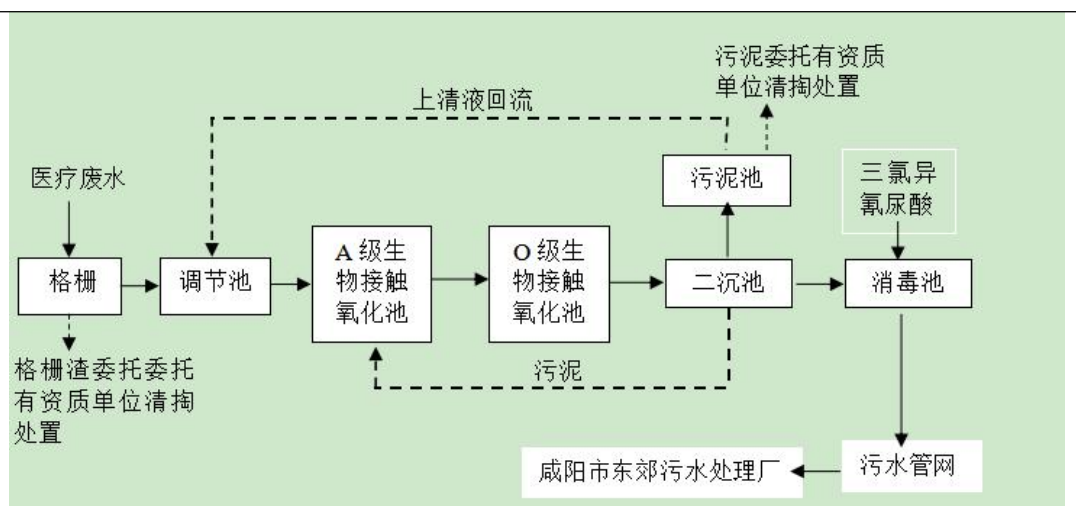 污泥委托有资质
单位清掏处置
上清液回流
医疗废水
污泥池
三氯异
氰尿酸
格栅
调节池
A 级生
物接触
氧化池
O 级生
物接触
氧化池
二沉池
消毒池
污泥
格栅渣委托委托
有资质单位清掏
处置
咸阳市东郊污水处理厂
污水管网